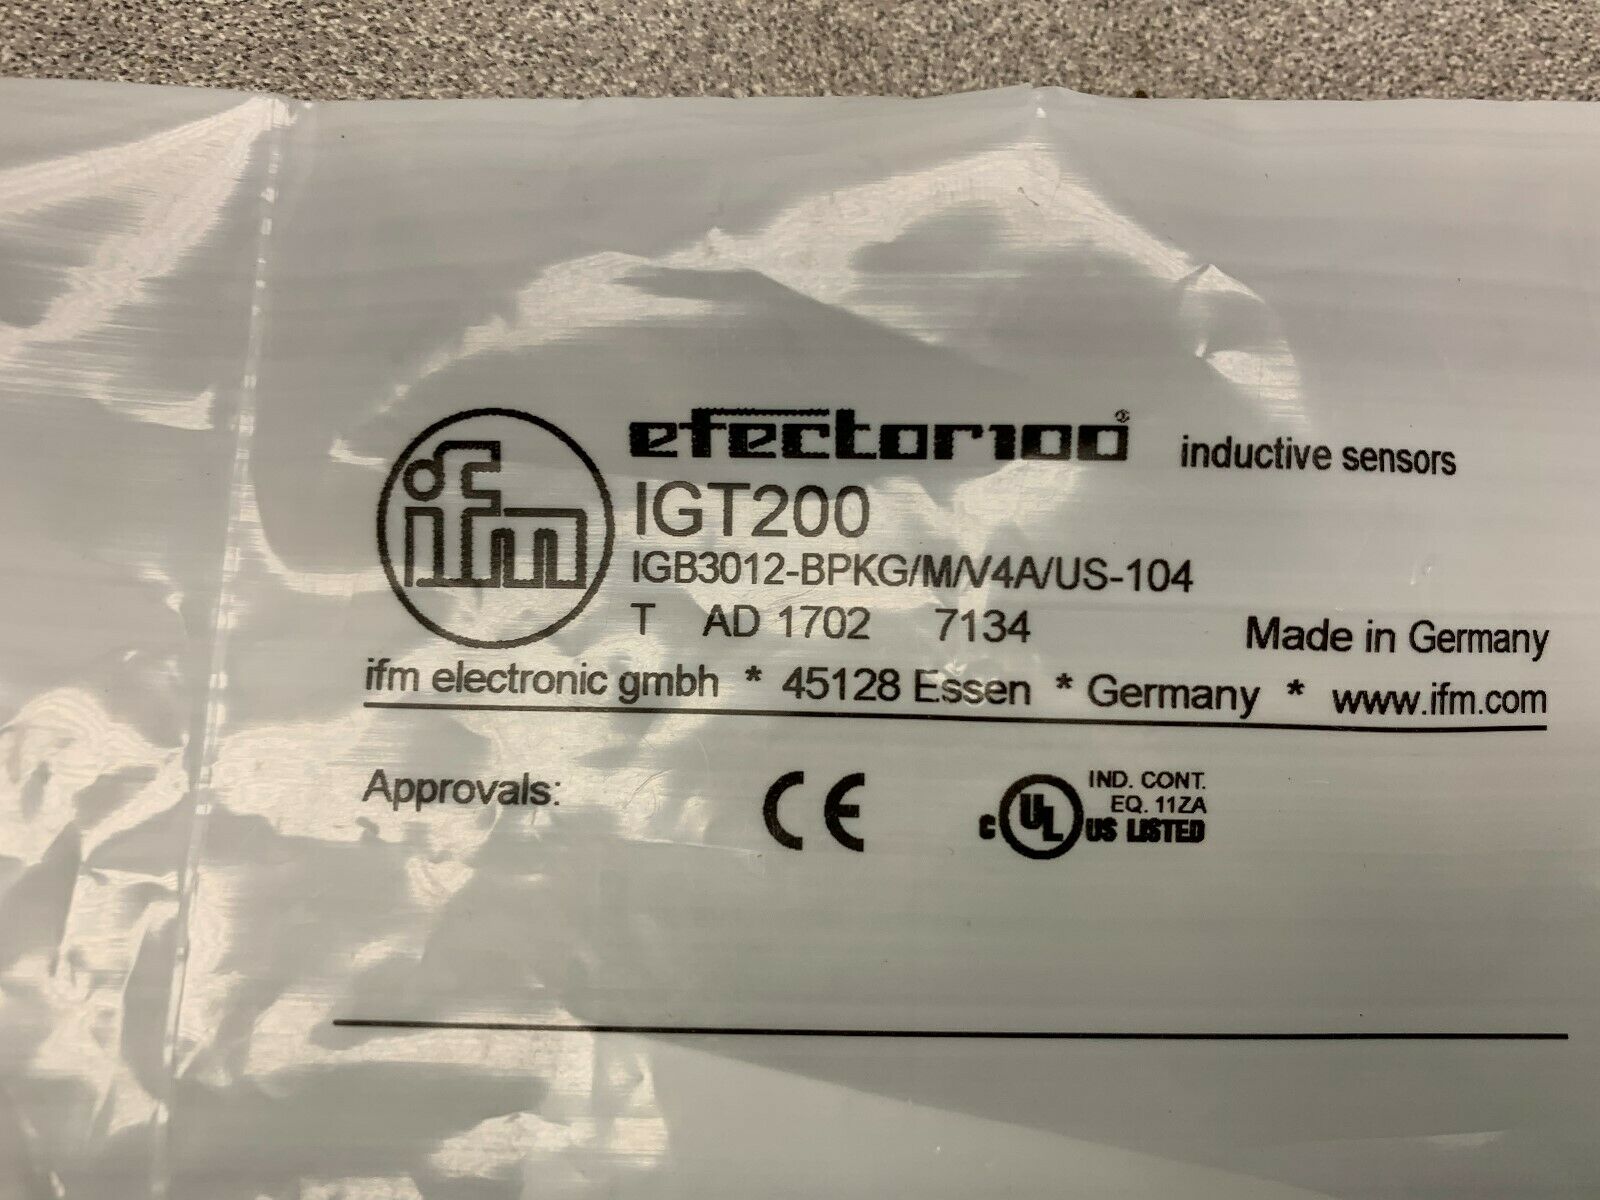 ifm
efector100® inductive sensors
IGT200
IGB3012-BPKG/M/V4A/US-104
T AD 1702 7134 Made in Germany
ifm electronic gmbh * 45128 Essen * Germany * www.ifm.com
Approvals: CE
IND. CONT.
EQ. 11ZA
c UL US LISTED